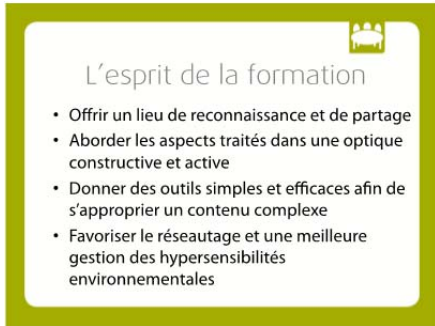 L'esprit de la formation
• Offrir un lieu de reconnaissance et de partage
• Aborder les aspects traités dans une optique
constructive et active
• Donner des outils simples et efficaces afin de
s'approprier un contenu complexe
• Favoriser le réseautage et une meilleure
gestion des hypersensibilités
environnementales